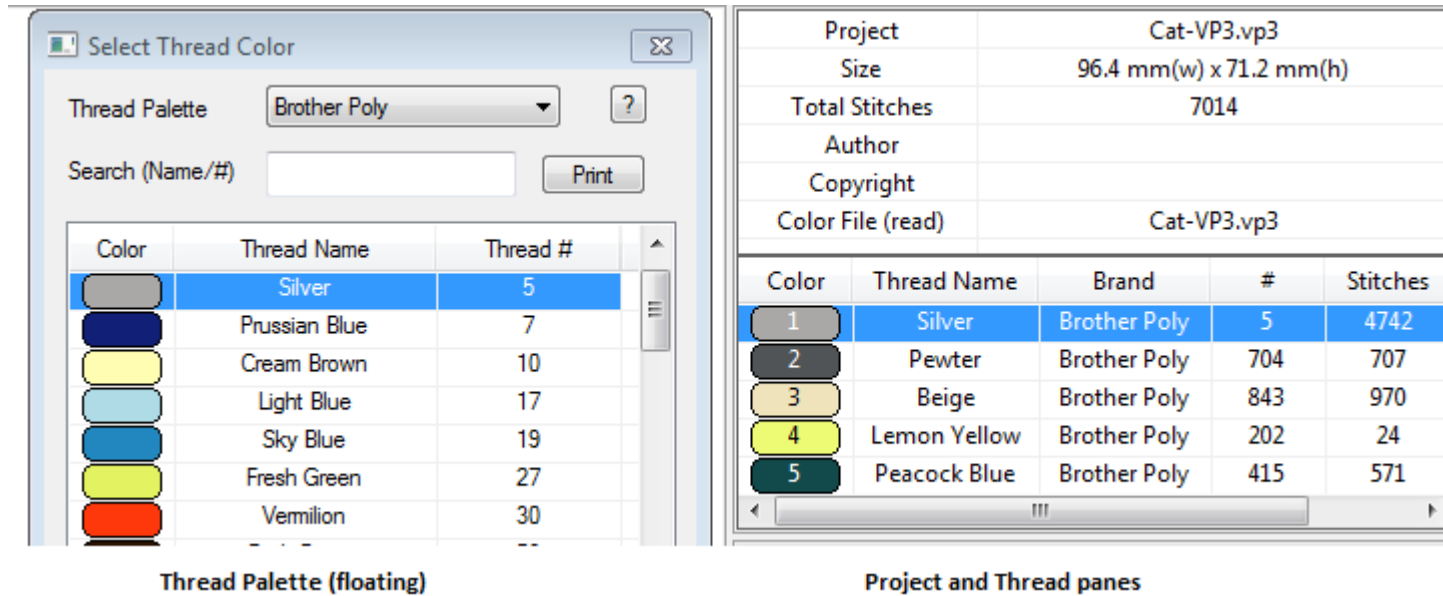 Select Thread Color
Thread Palette Brother Poly ?
Search (Name/#) Print
Color Thread Name Thread #
Silver 5
Prussian Blue 7
Cream Brown 10
Light Blue 17
Sky Blue 19
Fresh Green 27
Vermilion 30
Project Cat-VP3.vp3
Size 96.4 mm(w) x 71.2 mm(h)
Total Stitches 7014
Author
Copyright
Color File (read) Cat-VP3.vp3
Color Thread Name Brand # Stitches
1 Silver Brother Poly 5 4742
2 Pewter Brother Poly 704 707
3 Beige Brother Poly 843 970
4 Lemon Yellow Brother Poly 202 24
5 Peacock Blue Brother Poly 415 571
Thread Palette (floating)
Project and Thread panes